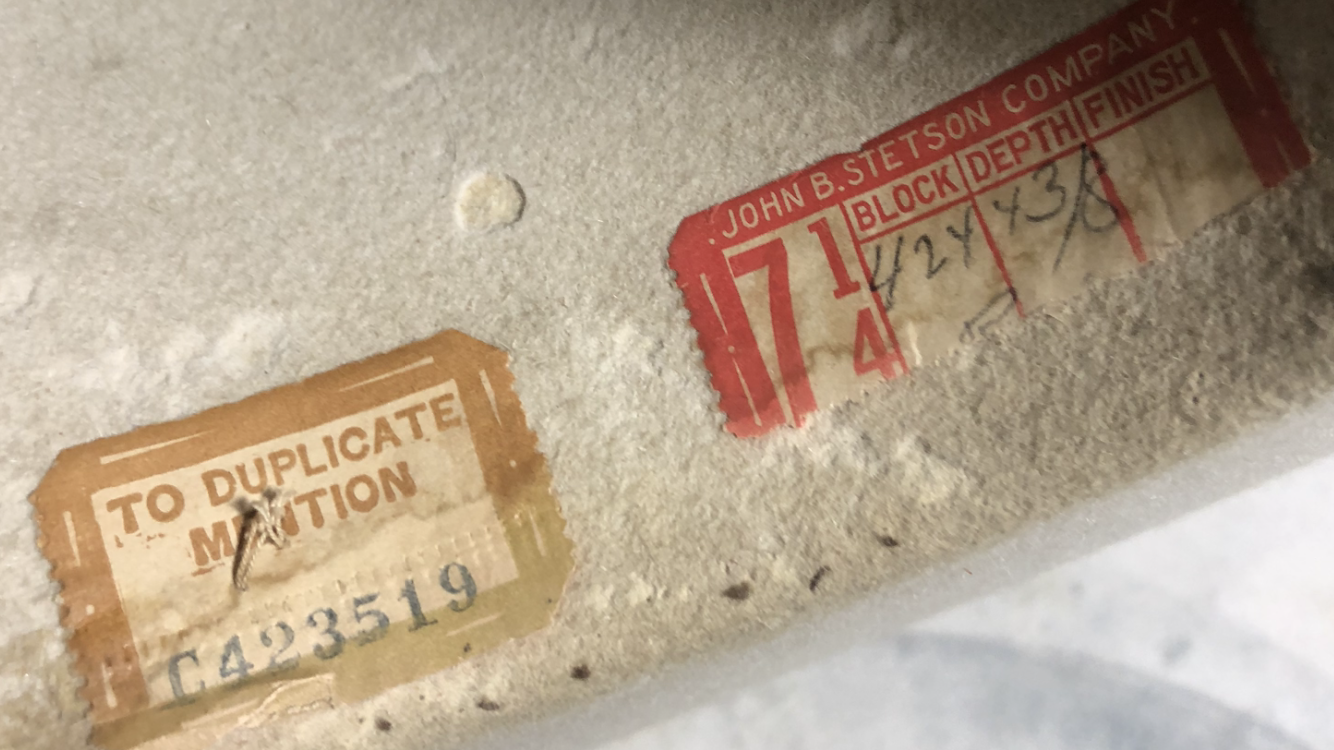 JOHN B. STETSON COMPANY
7 1/4 BLOCK DEPTH FINISH
424 43/8
TO DUPLICATE
MENTION
C423519